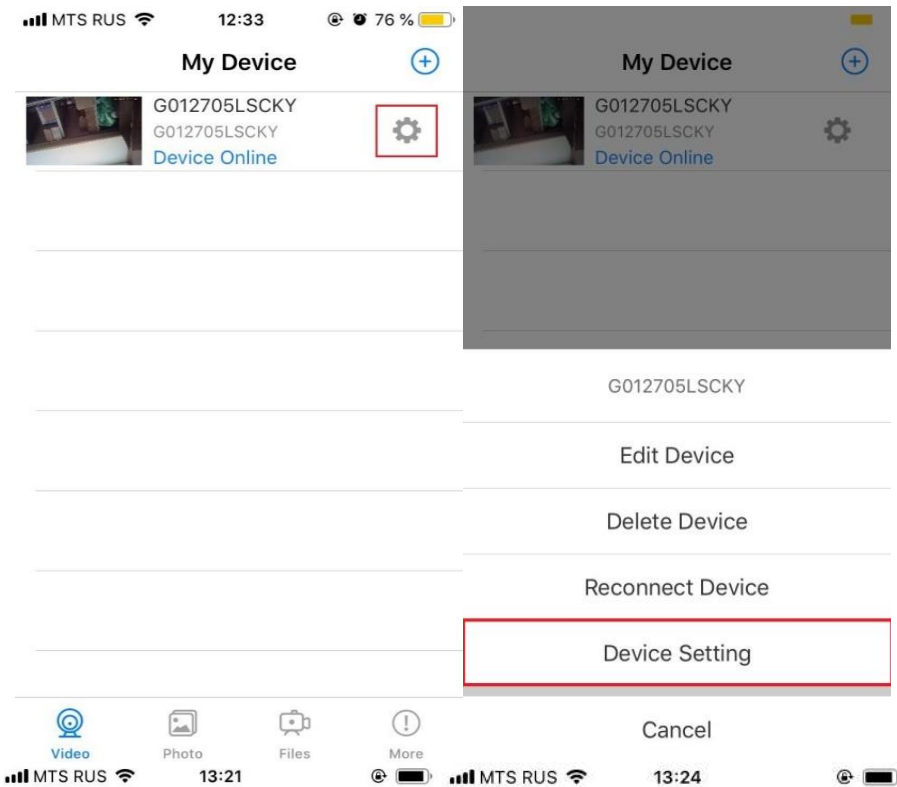 MTS RUS 12:33 76 %
My Device
G012705LSCKY
G012705LSCKY
Device Online
Video Photo Files More
MTS RUS 13:21
My Device
G012705LSCKY
G012705LSCKY
Device Online
G012705LSCKY
Edit Device
Delete Device
Reconnect Device
Device Setting
Cancel
MTS RUS 13:24